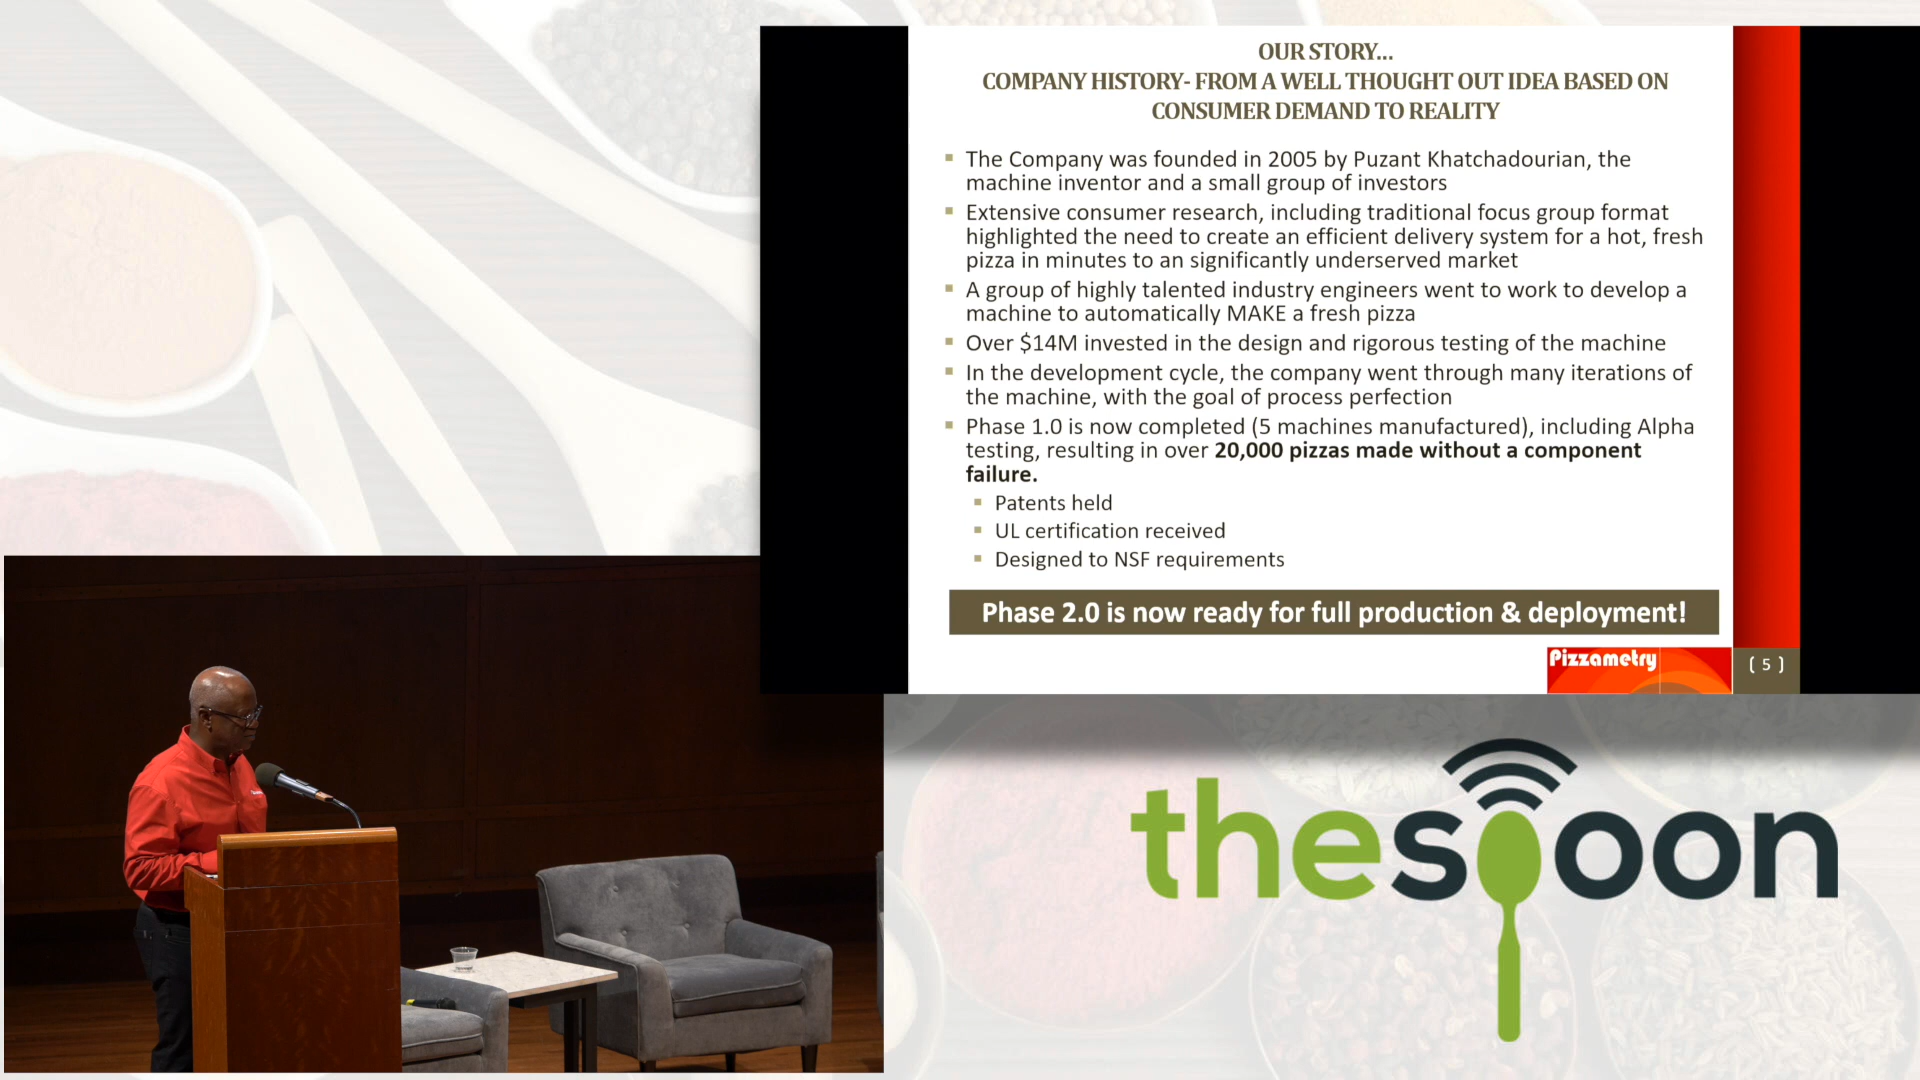 OUR STORY...
COMPANY HISTORY- FROM A WELL THOUGHT OUT IDEA BASED ON
CONSUMER DEMAND TO REALITY
The Company was founded in 2005 by Puzant Khatchadourian, the
machine inventor and a small group of investors
Extensive consumer research, including traditional focus group format
highlighted the need to create an efficient delivery system for a hot, fresh
pizza in minutes to an significantly underserved market
A group of highly talented industry engineers went to work to develop a
machine to automatically MAKE a fresh pizza
Over $14M invested in the design and rigorous testing of the machine
In the development cycle, the company went through many iterations of
the machine, with the goal of process perfection
Phase 1.0 is now completed (5 machines manufactured), including Alpha
testing, resulting in over 20,000 pizzas made without a component
failure.
Patents held
UL certification received
Designed to NSF requirements
Phase 2.0 is now ready for full production & deployment!
Pizzametry
( 5 )
thespoon